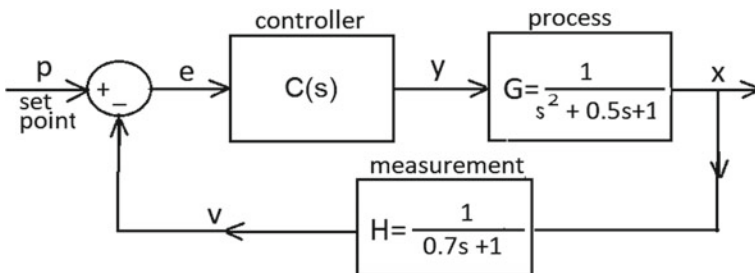 controller
process
p
+
−
e
C(s)
y
G= 1 / s² + 0.5s+1
x
set
point
measurement
v
H= 1 / 0.7s +1